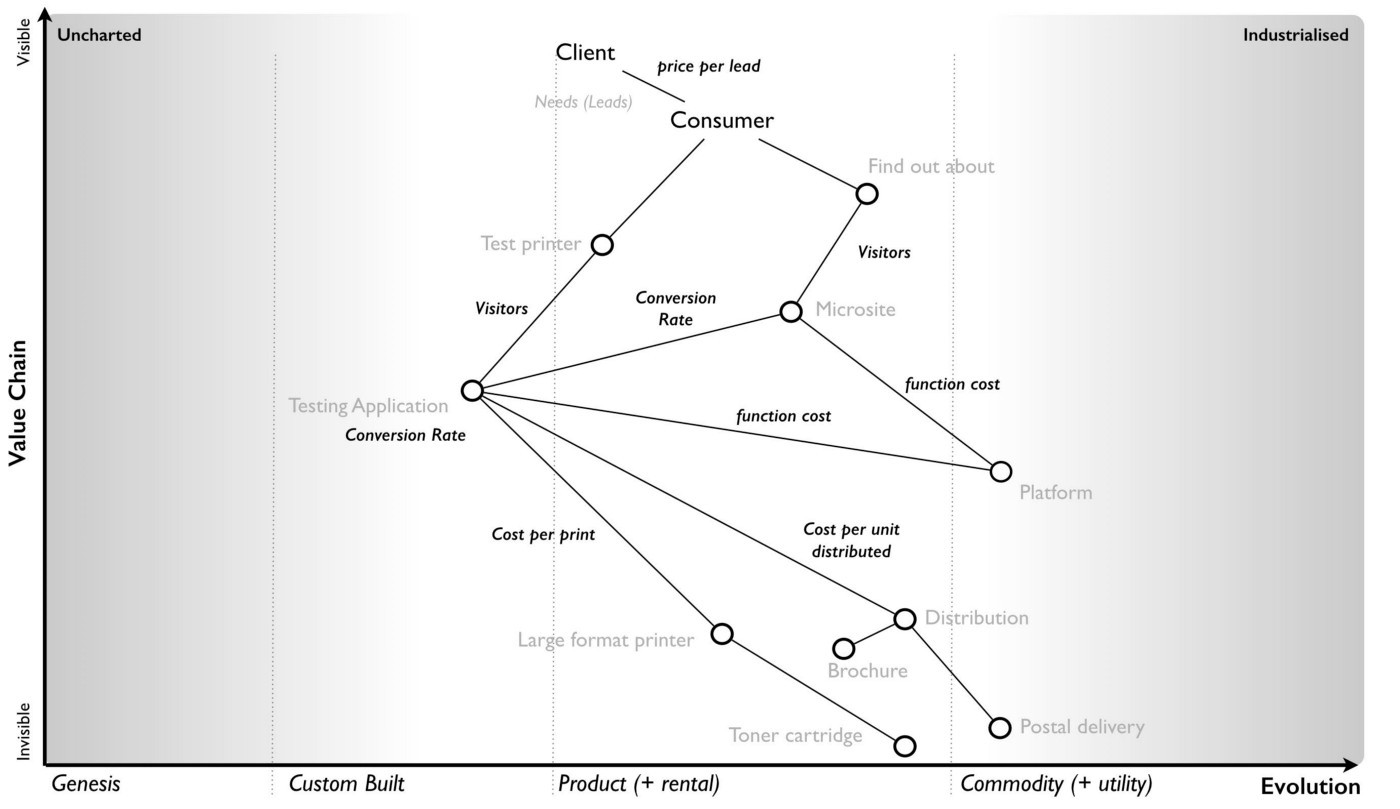 Visible
Uncharted
Industrialised
Client
price per lead
Needs (Leads)
Consumer
Find out about
Test printer
Visitors
Visitors
Conversion
Rate
Microsite
Value Chain
Testing Application
Conversion Rate
function cost
function cost
Platform
Cost per print
Cost per unit
distributed
Large format printer
Distribution
Brochure
Toner cartridge
Postal delivery
Invisible
Genesis
Custom Built
Product (+ rental)
Commodity (+ utility)
Evolution